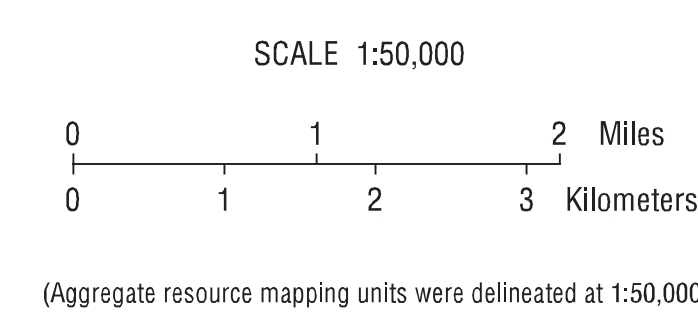 SCALE 1:50,000
0 1 2 Miles
0 1 2 3 Kilometers
(Aggregate resource mapping units were delineated at 1:50,000